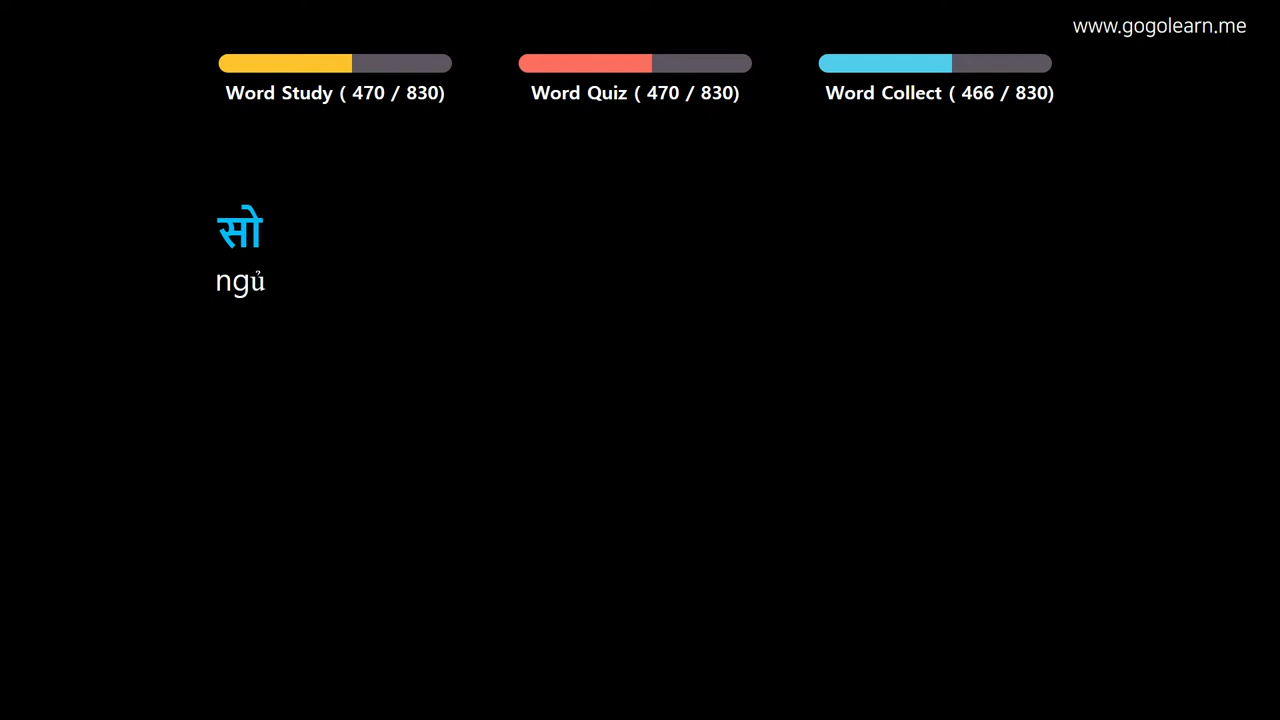 www.gogolearn.me
Word Study ( 470 / 830)
Word Quiz ( 470 / 830)
Word Collect ( 466 / 830)
सो
ngủ